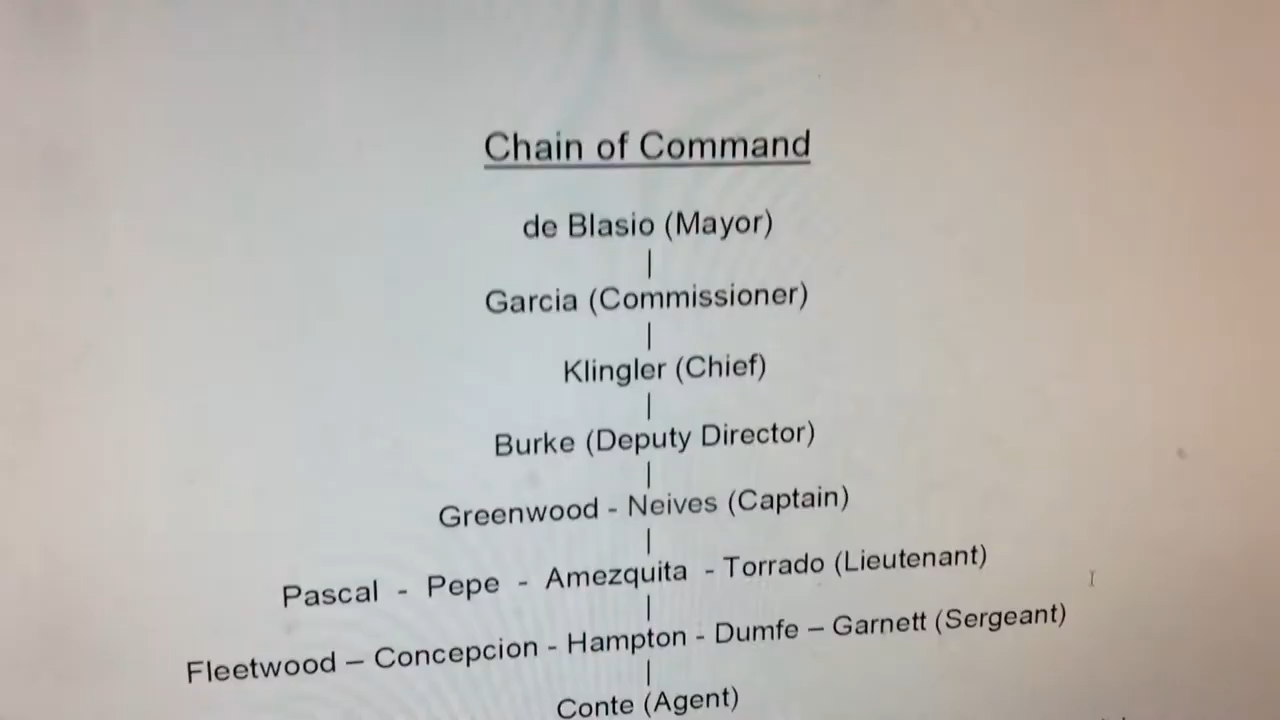 Chain of Command
de Blasio (Mayor)
|
Garcia (Commissioner)
|
Klingler (Chief)
|
Burke (Deputy Director)
|
Greenwood - Neives (Captain)
|
Pascal - Pepe - Amezquita - Torrado (Lieutenant)
|
Fleetwood – Concepcion - Hampton - Dumfe – Garnett (Sergeant)
|
Conte (Agent)